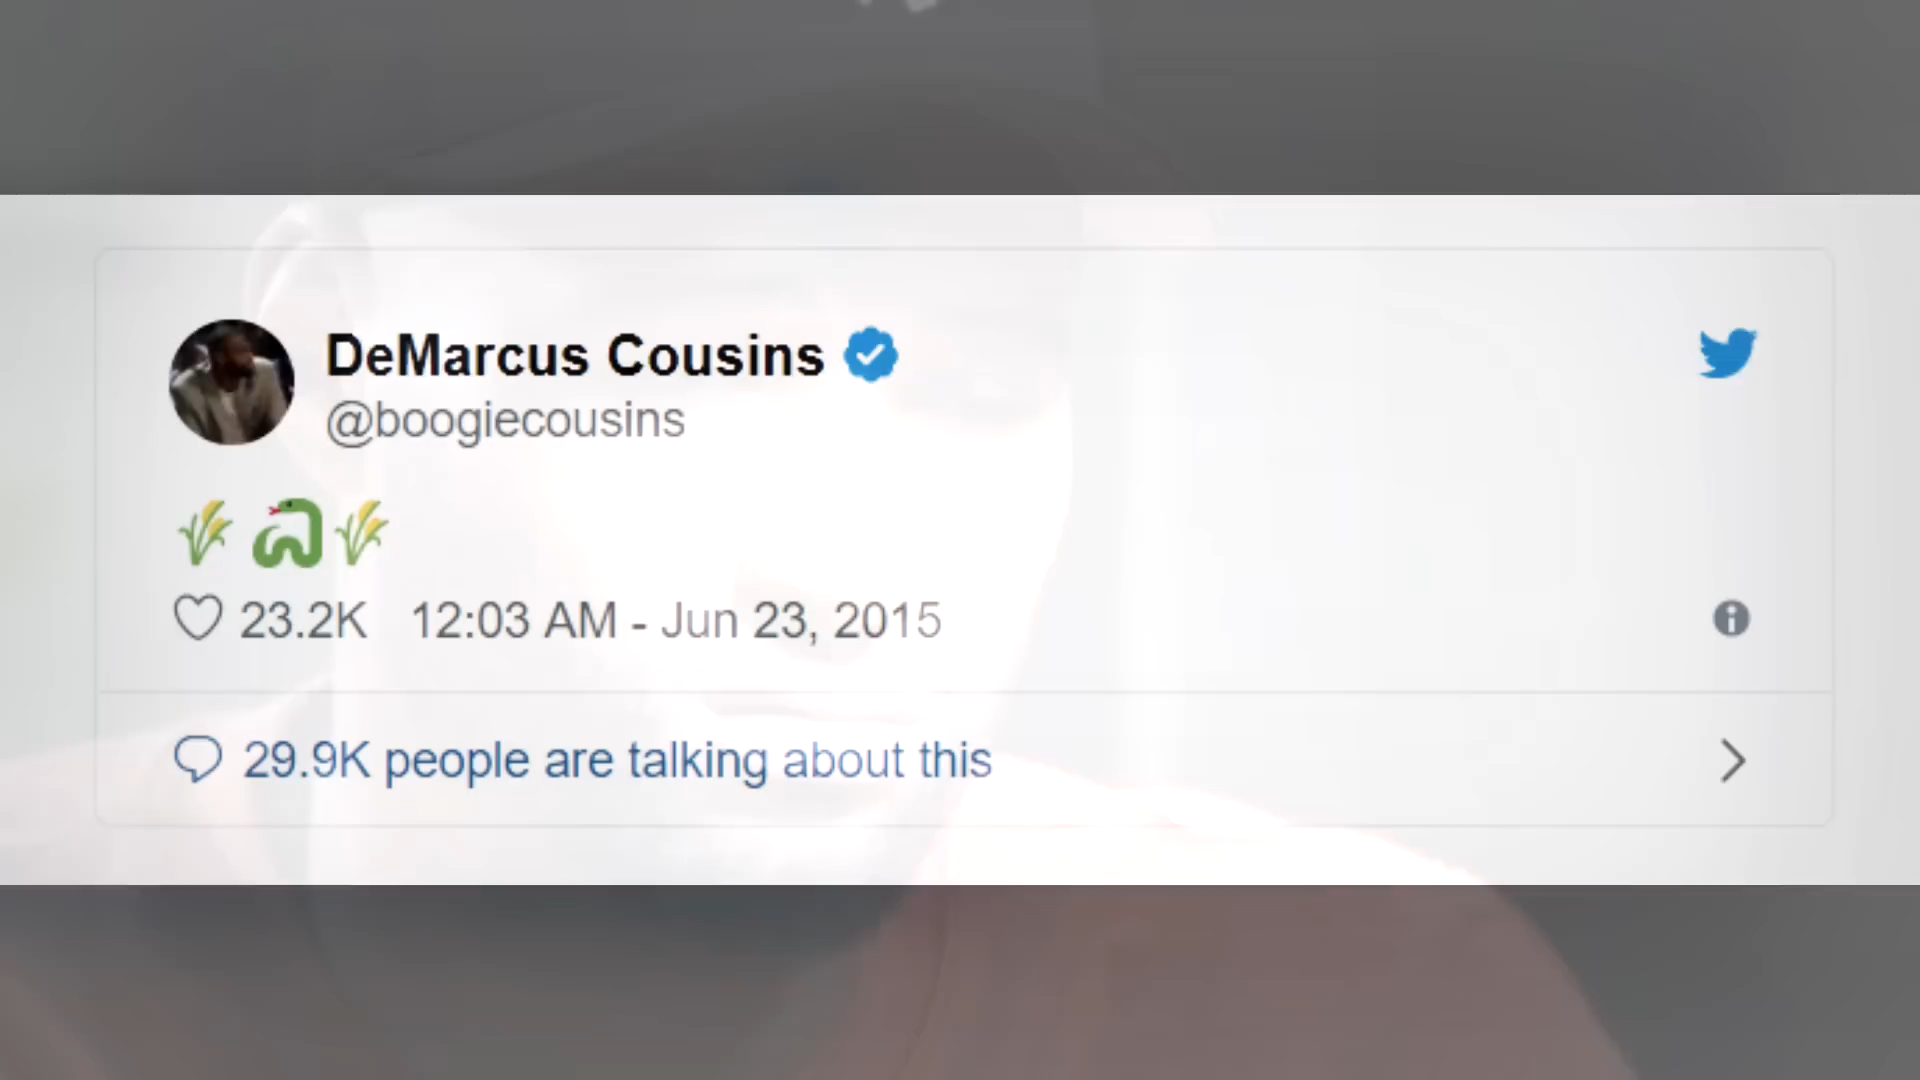 DeMarcus Cousins
@boogiecousins
🌾 🐍🌾
23.2K 12:03 AM - Jun 23, 2015
29.9K people are talking about this